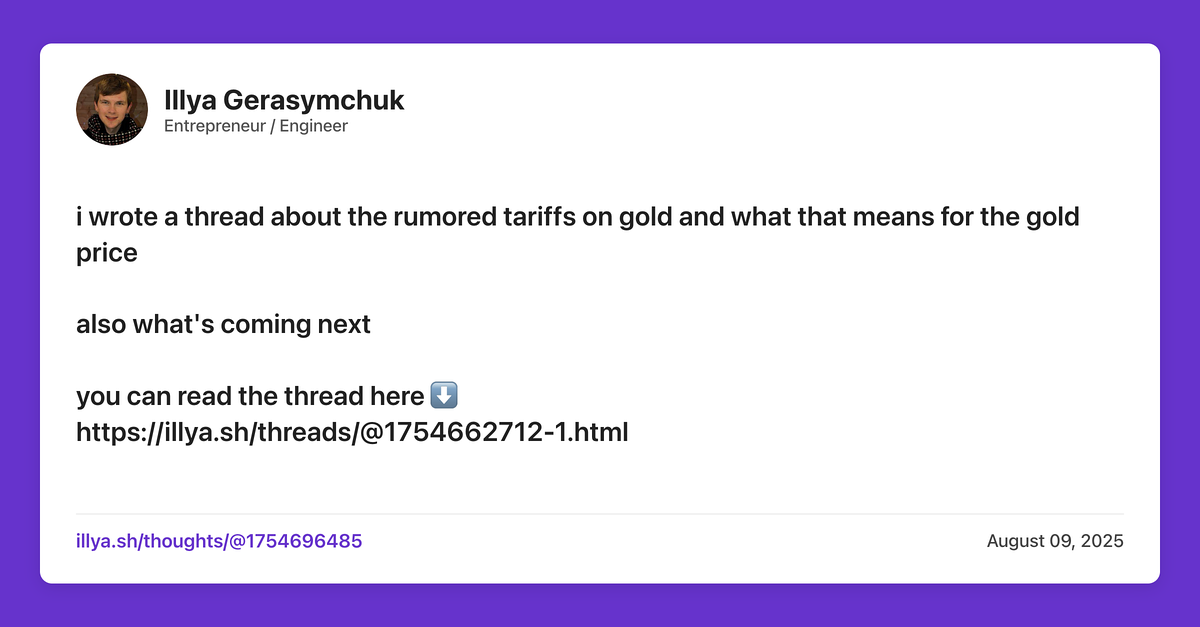 Illya Gerasymchuk
Entrepreneur / Engineer
i wrote a thread about the rumored tariffs on gold and what that means for the gold
price
also what's coming next
you can read the thread here ⬇️
https://illya.sh/threads/@1754662712-1.html
illya.sh/thoughts/@1754696485
August 09, 2025